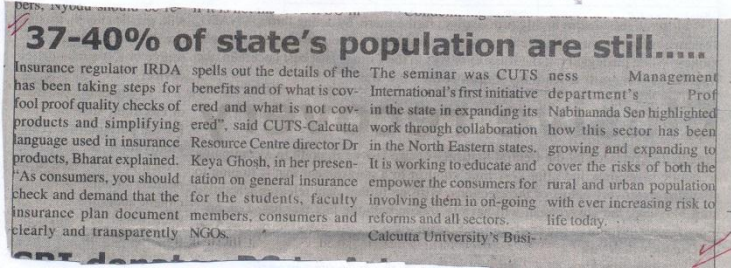 37-40% of state's population are still.....
Insurance regulator IRDA
has been taking steps for
fool proof quality checks of
products and simplifying
language used in insurance
products, Bharat explained.
"As consumers, you should
check and demand that the
insurance plan document
clearly and transparently
spells out the details of the
benefits and of what is cov-
ered and what is not cov-
ered", said CUTS-Calcutta
Resource Centre director Dr
Keya Ghosh, in her presen-
tation on general insurance
for the students, faculty
members, consumers and
NGOs.
The seminar was CUTS
International's first initiative
in the state in expanding its
work through collaboration
in the North Eastern states.
It is working to educate and
empower the consumers for
involving them in on-going
reforms and all sectors.
Calcutta University's Busi-
ness Management
department's Prof
Nabinanada Sen highlighted
how this sector has been
growing and expanding to
cover the risks of both the
rural and urban population
with ever increasing risk to
life today.